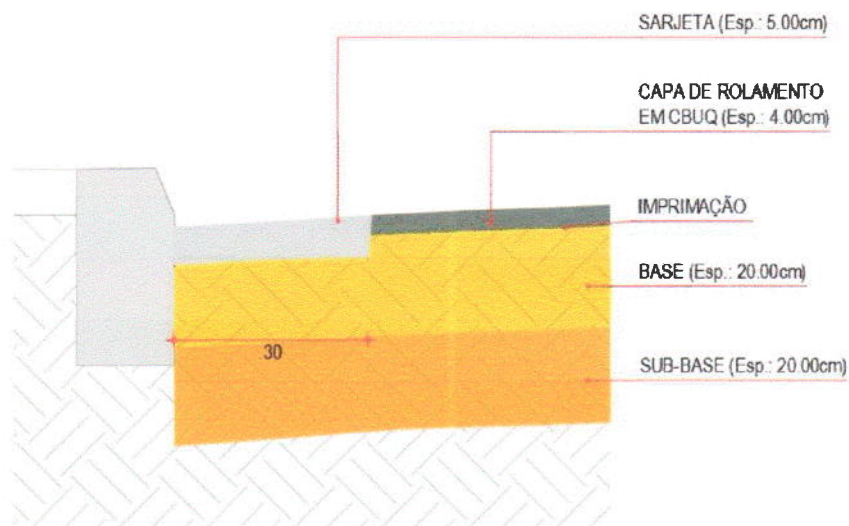 SARJETA (Esp.: 5.00cm)
CAPA DE ROLAMENTO
EM CBUQ (Esp.: 4.00cm)
IMPRIMAÇÃO
BASE (Esp.: 20.00cm)
30
SUB-BASE (Esp.: 20.00cm)